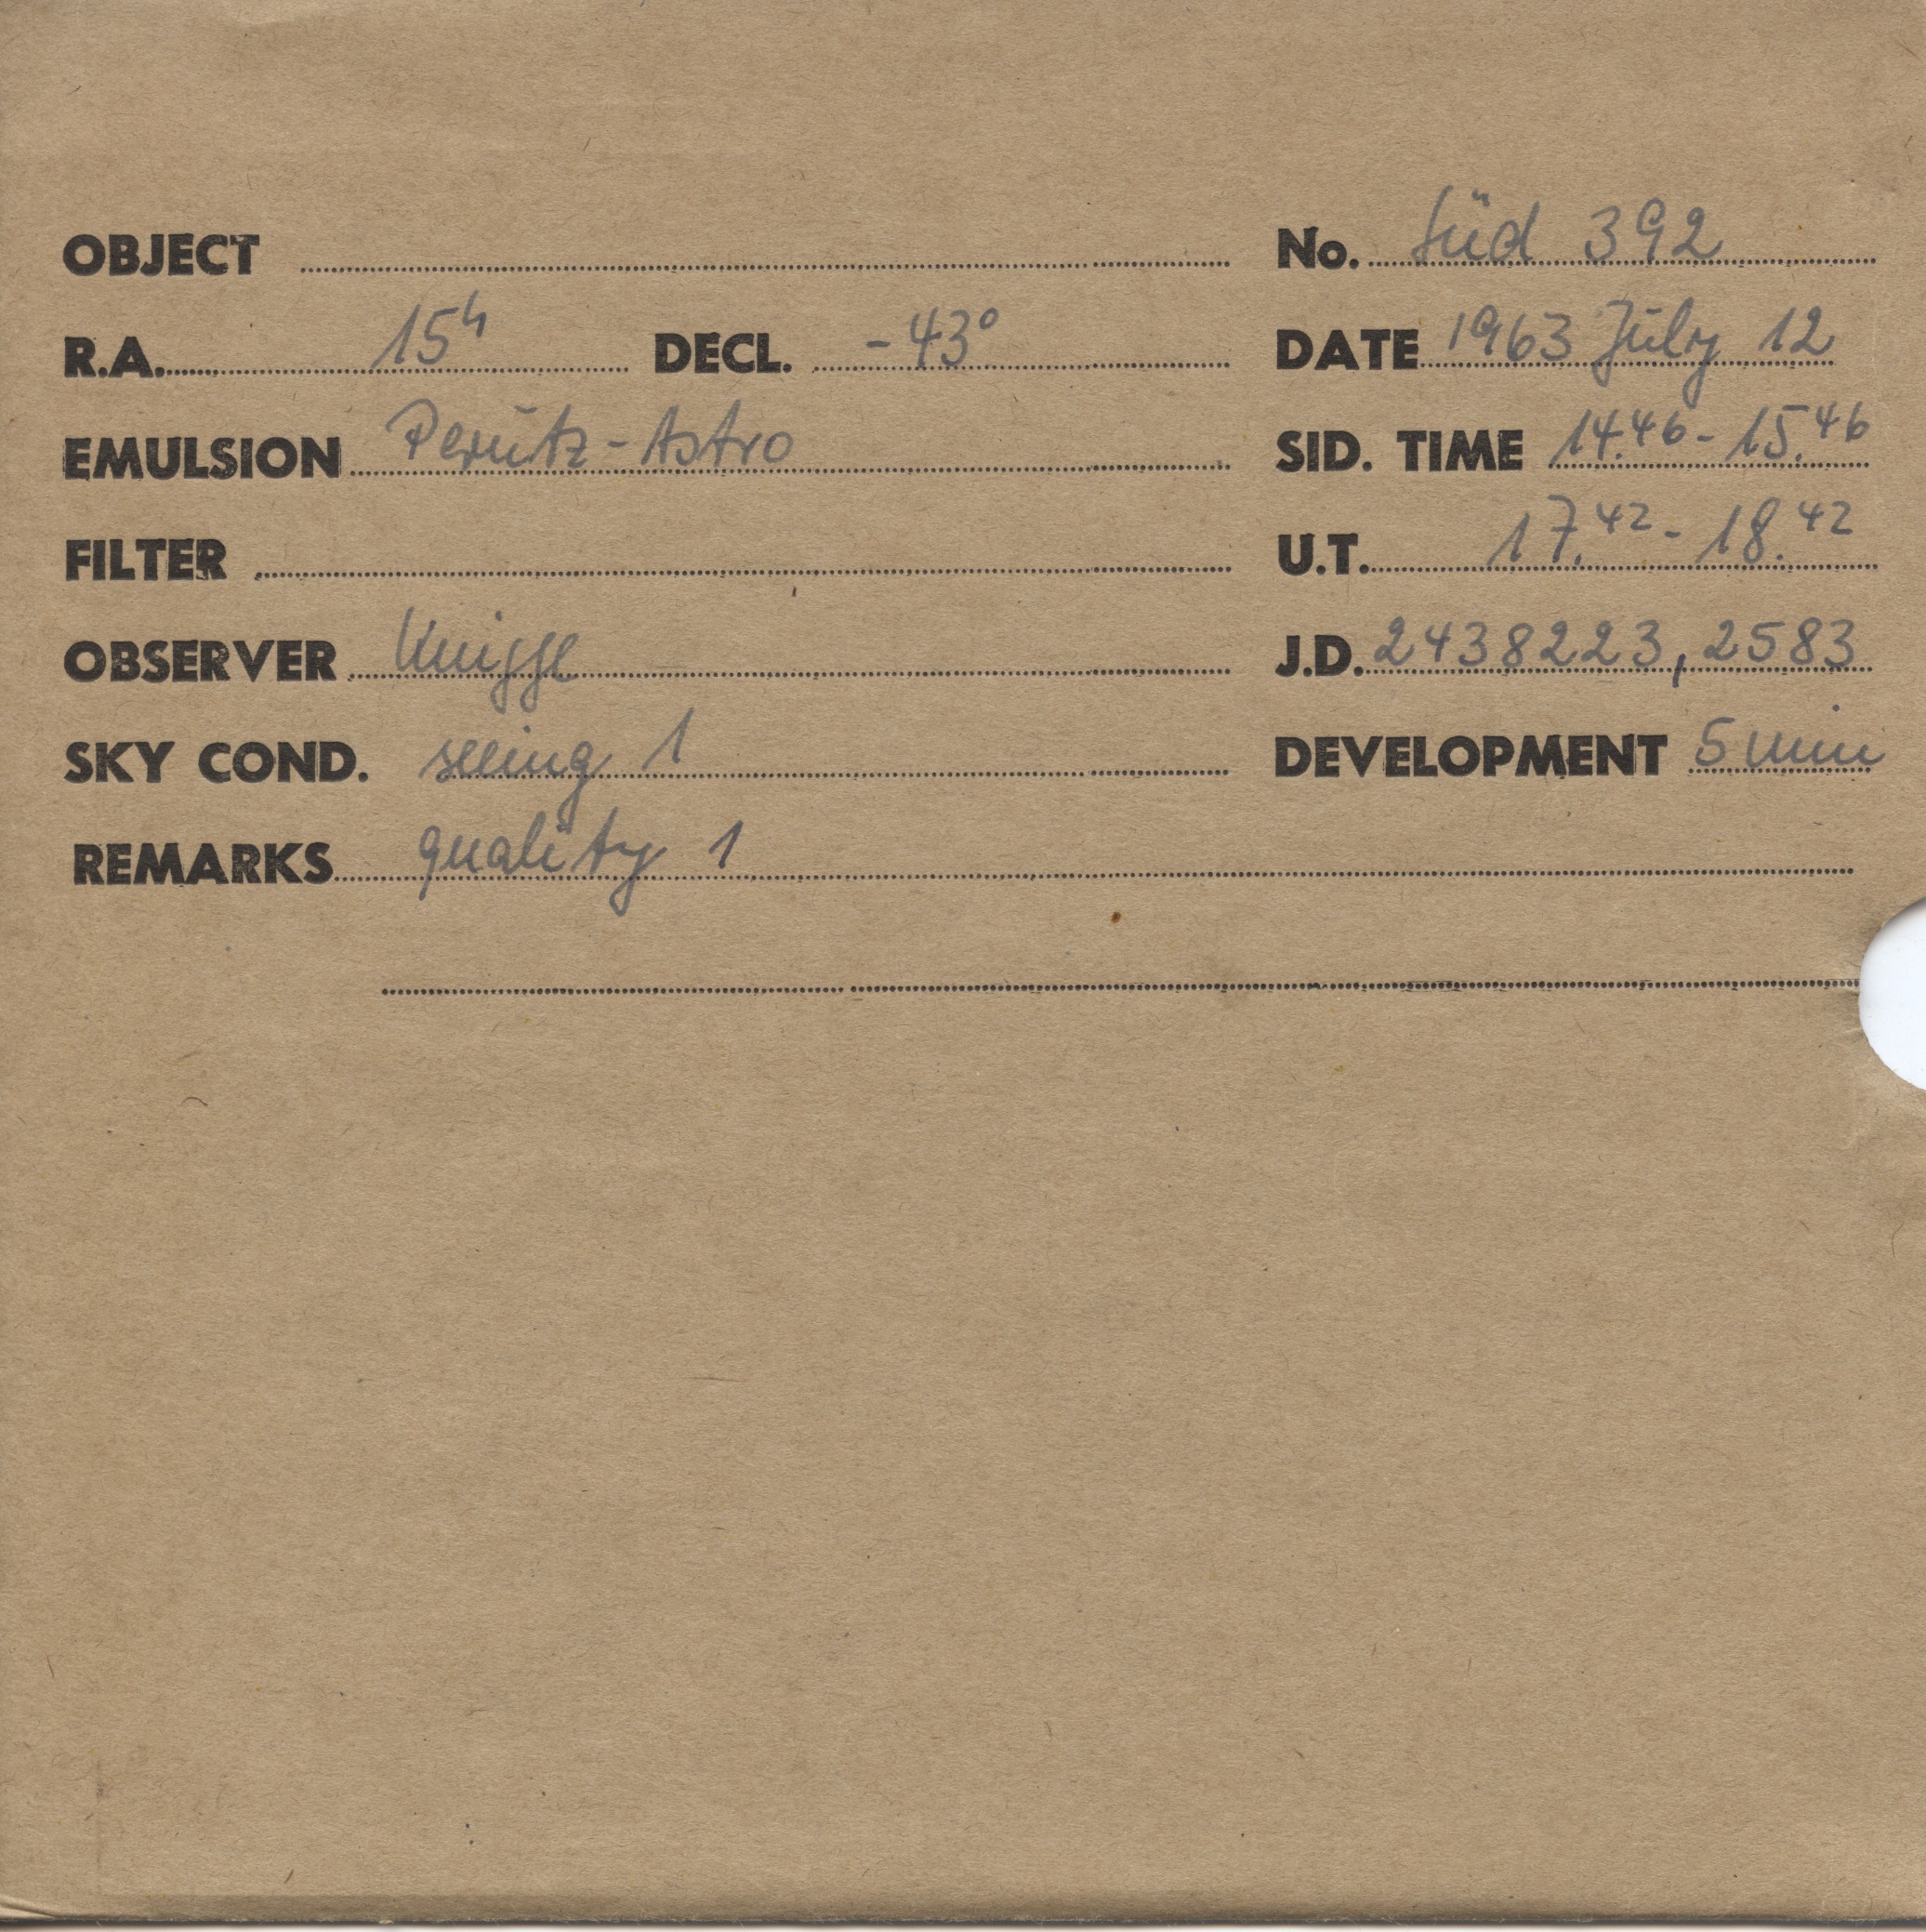 OBJECT No. Süd 392
R.A. 15h DECL. -43° DATE 1963 July 12
EMULSION Perutz-Astro SID. TIME 14.46 - 15.46
FILTER U.T. 17.42 - 18.42
OBSERVER Knigge J.D. 2438223,2583
SKY COND. seeing 1 DEVELOPMENT 5 min
REMARKS quality 1